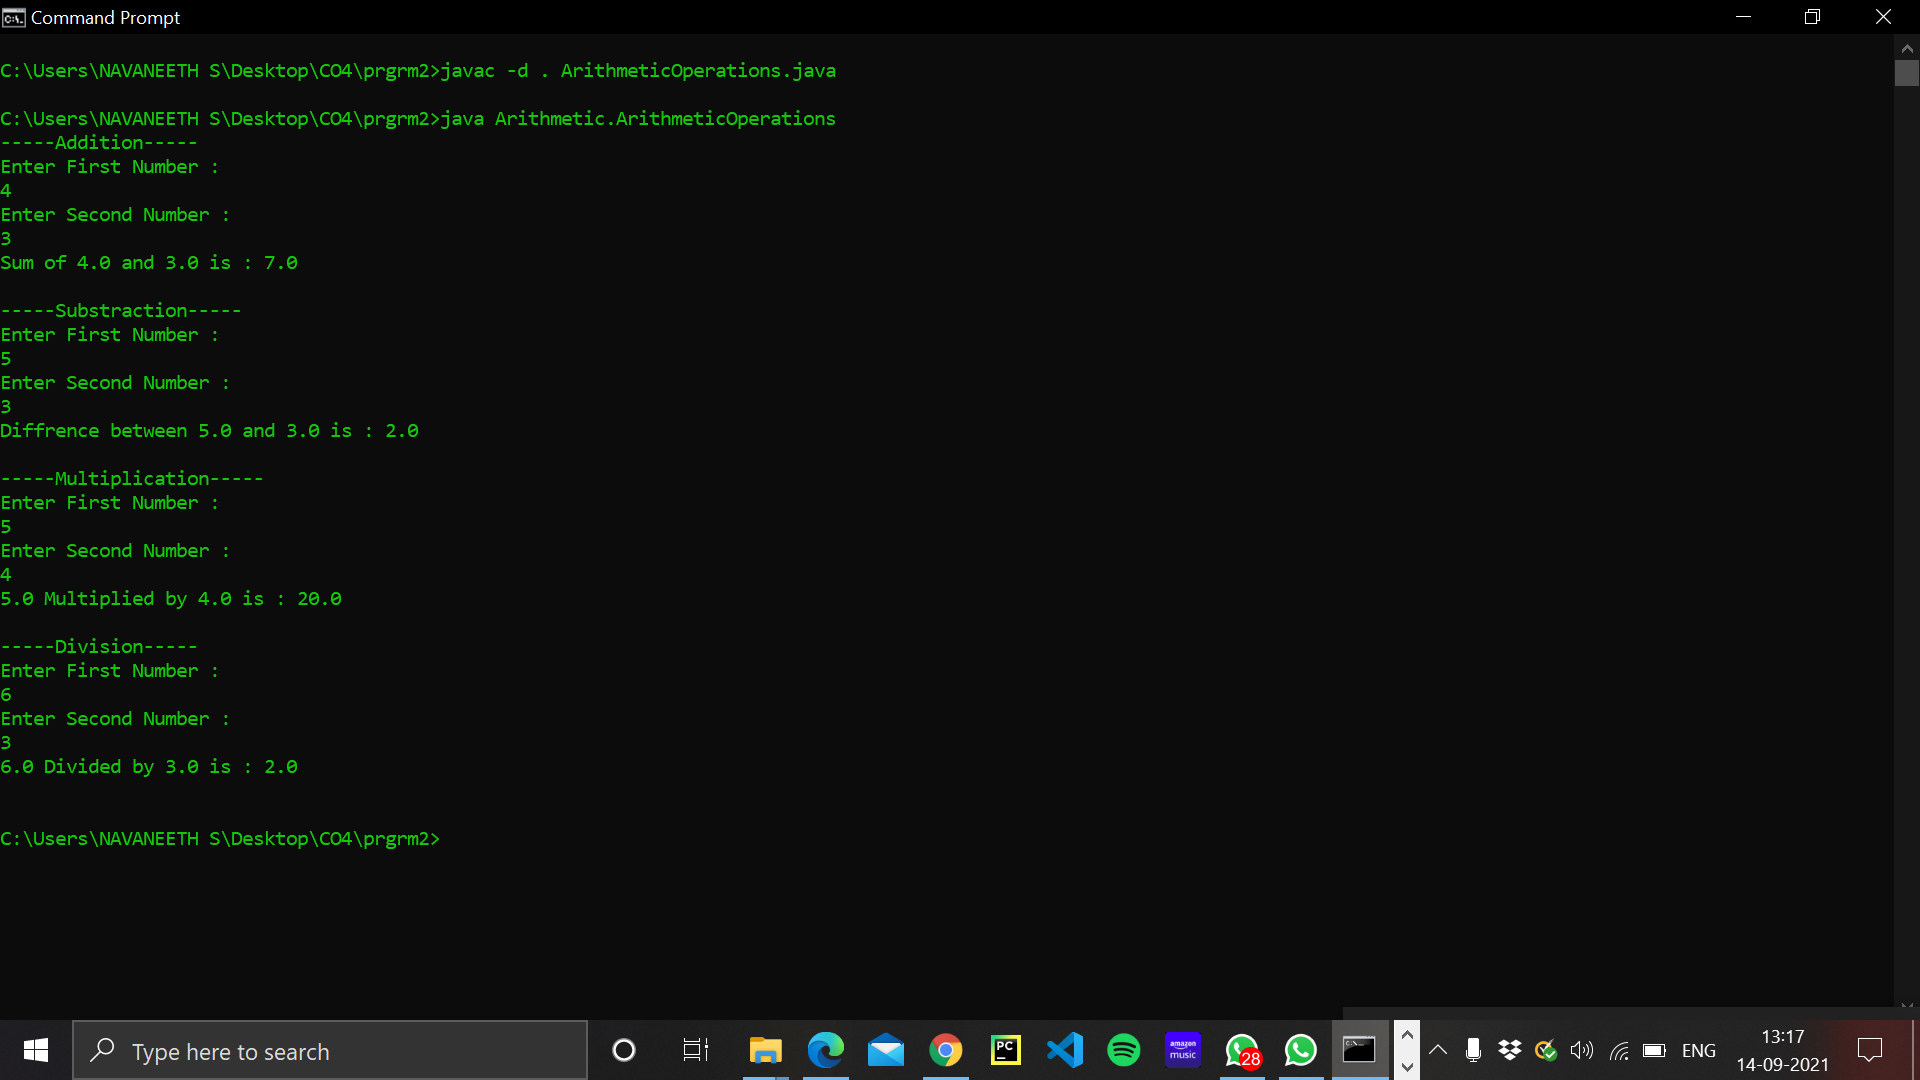 Command Prompt
C:\Users\NAVANEETH S\Desktop\CO4\prgrm2>javac -d . ArithmeticOperations.java
C:\Users\NAVANEETH S\Desktop\CO4\prgrm2>java Arithmetic.ArithmeticOperations
-----Addition-----
Enter First Number :
4
Enter Second Number :
3
Sum of 4.0 and 3.0 is : 7.0
-----Substraction-----
Enter First Number :
5
Enter Second Number :
3
Diffrence between 5.0 and 3.0 is : 2.0
-----Multiplication-----
Enter First Number :
5
Enter Second Number :
4
5.0 Multiplied by 4.0 is : 20.0
-----Division-----
Enter First Number :
6
Enter Second Number :
3
6.0 Divided by 3.0 is : 2.0
C:\Users\NAVANEETH S\Desktop\CO4\prgrm2>
Type here to search
PC
amazon music
28
ENG
13:17
14-09-2021